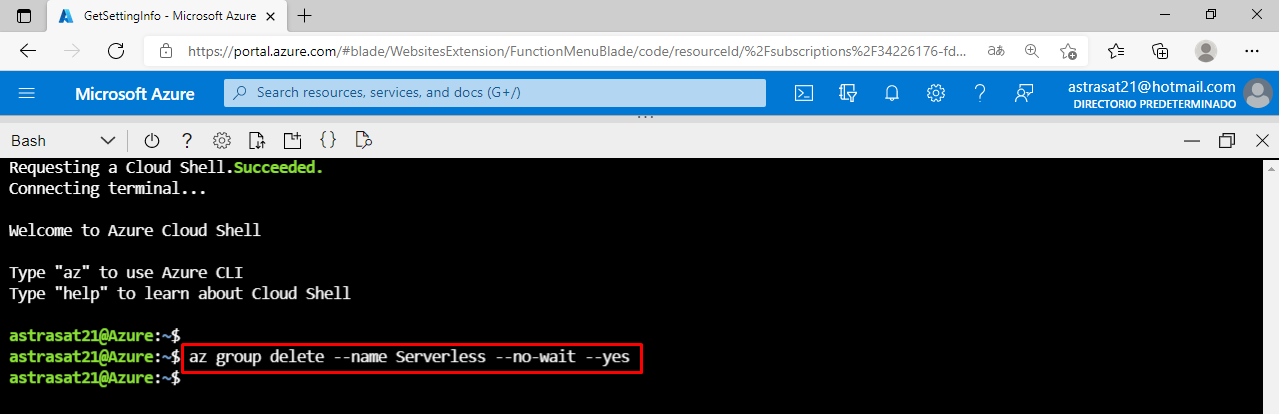 GetSettingInfo - Microsoft Azure
https://portal.azure.com/#blade/WebsitesExtension/FunctionMenuBlade/code/resourceId/%2Fsubscriptions%2F34226176-fd...
aあ
Microsoft Azure
Search resources, services, and docs (G+/)
astrasat21@hotmail.com
DIRECTORIO PREDETERMINADO
Bash
Requesting a Cloud Shell.Succeeded.
Connecting terminal...
Welcome to Azure Cloud Shell
Type "az" to use Azure CLI
Type "help" to learn about Cloud Shell
astrasat21@Azure:~$
astrasat21@Azure:~$ az group delete --name Serverless --no-wait --yes
astrasat21@Azure:~$